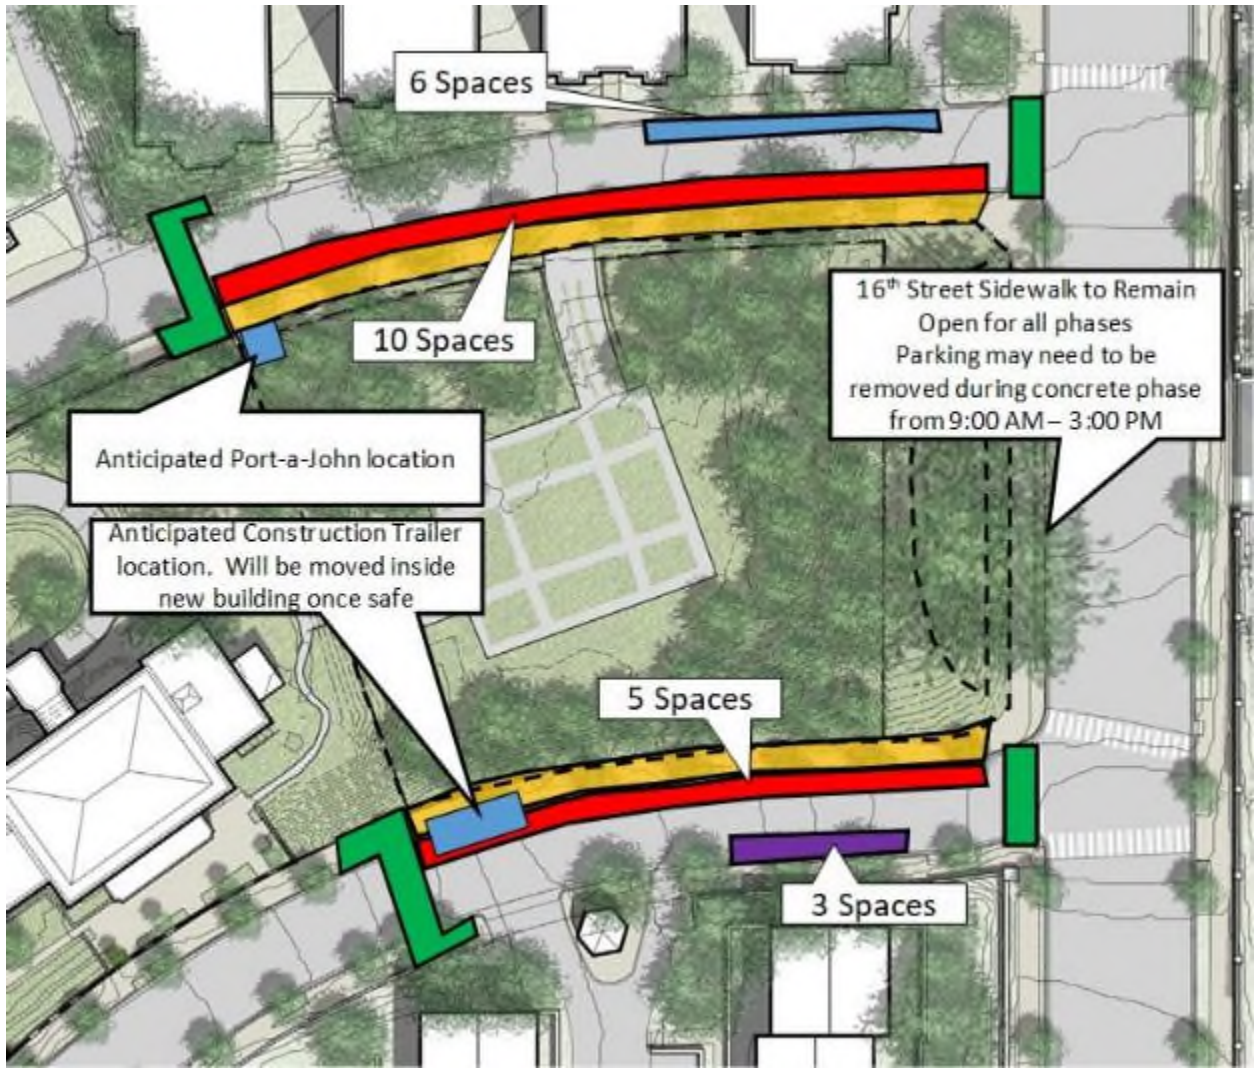 6 Spaces
10 Spaces
16th Street Sidewalk to Remain
Open for all phases
Parking may need to be
removed during concrete phase
from 9:00 AM – 3:00 PM
Anticipated Port-a-John location
Anticipated Construction Trailer
location. Will be moved inside
new building once safe
5 Spaces
3 Spaces